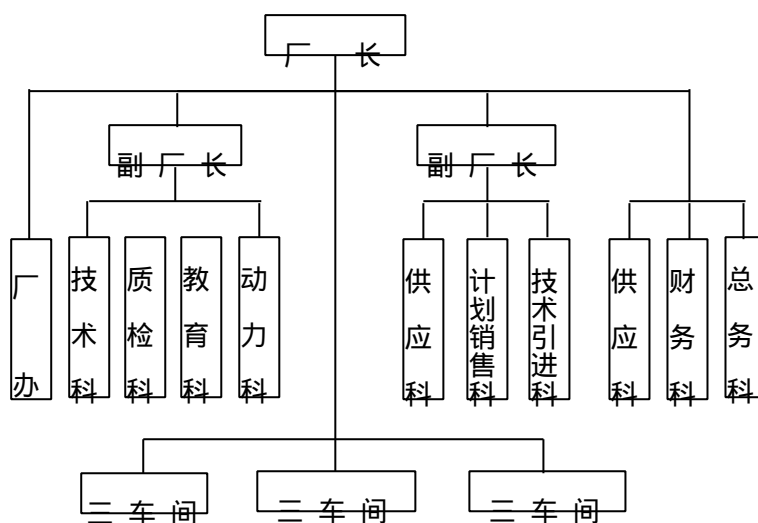 厂 长
副 厂 长
副 厂 长
厂 办
技 术 科
质 检 科
教 育 科
动 力 科
供 应 科
计划销售科
技术引进科
供 应 科
财 务 科
总 务 科
三 车 间
三 车 间
三 车 间